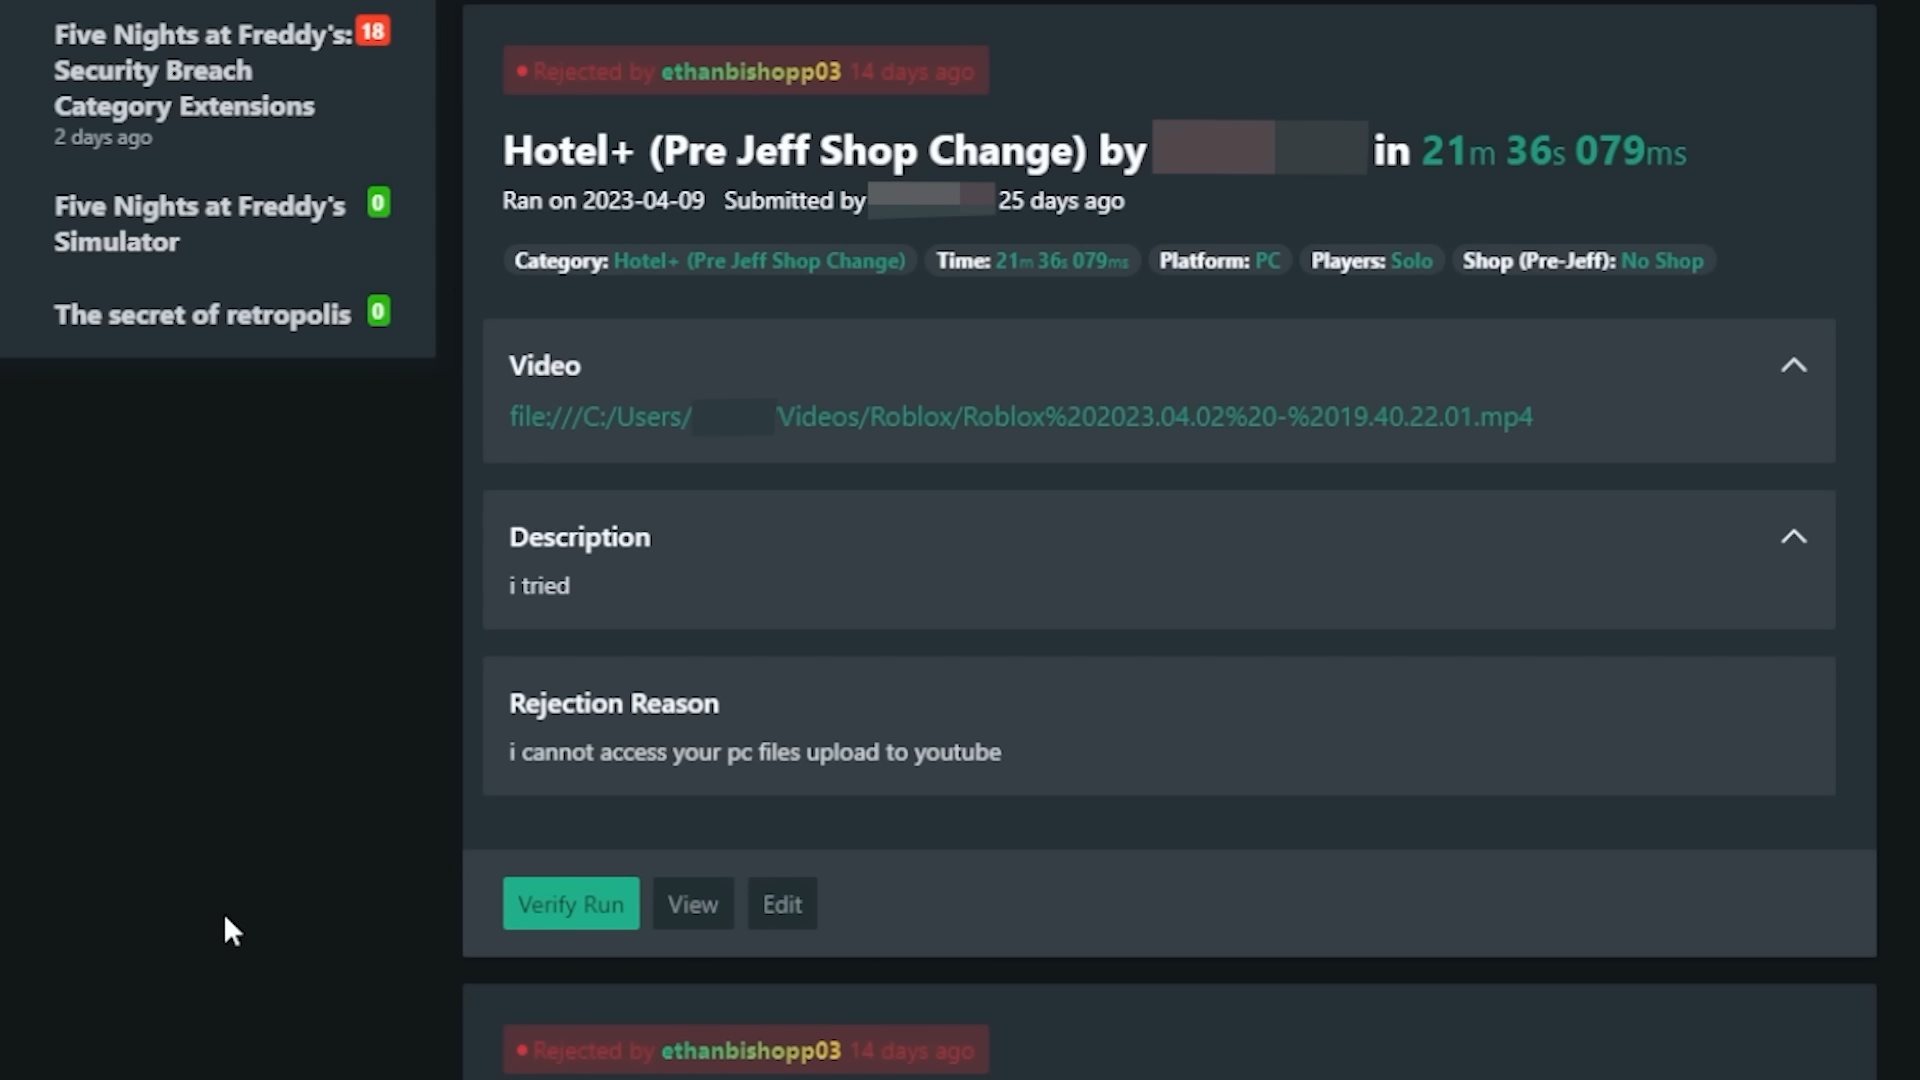 Five Nights at Freddy's: 18
Security Breach
Category Extensions
2 days ago
Five Nights at Freddy's 0
Simulator
The secret of retropolis 0
Rejected by ethanbishopp03 14 days ago
Hotel+ (Pre Jeff Shop Change) by in 21m 36s 079ms
Ran on 2023-04-09 Submitted by 25 days ago
Category: Hotel+ (Pre Jeff Shop Change) Time: 21m 36s 079ms Platform: PC Players: Solo Shop (Pre-Jeff): No Shop
Video
file:///C:/Users/ Videos/Roblox/Roblox%202023.04.02%20-%2019.40.22.01.mp4
Description
i tried
Rejection Reason
i cannot access your pc files upload to youtube
Verify Run View Edit
Rejected by ethanbishopp03 14 days ago